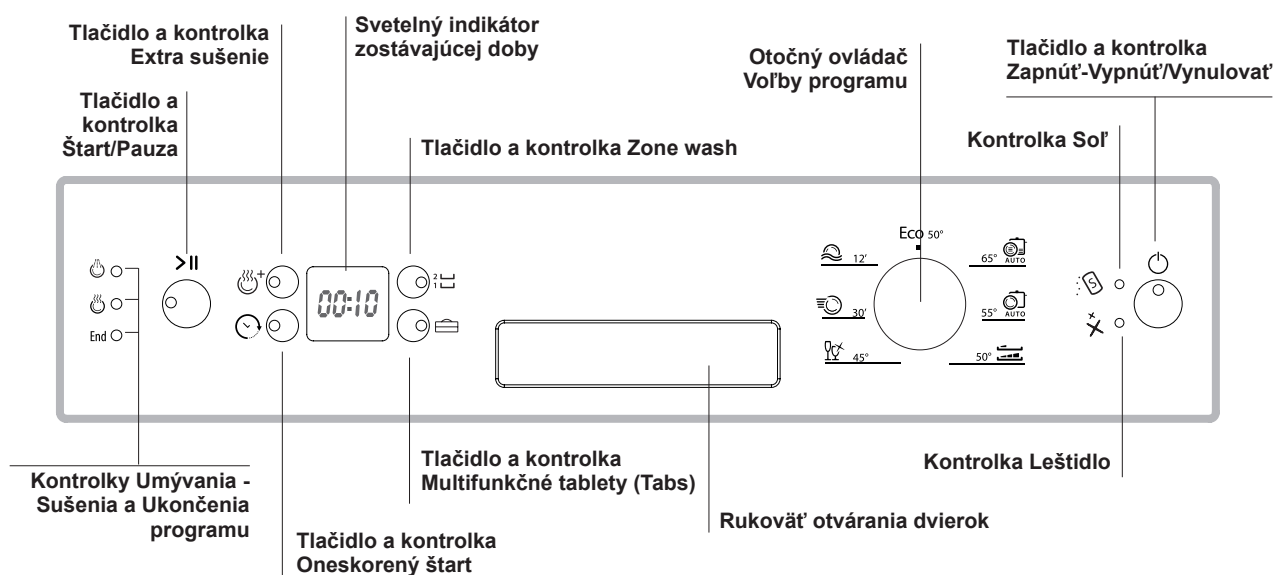 Tlačidlo a kontrolka
Extra sušenie
Svetelný indikátor
zostávajúcej doby
Otočný ovládač
Voľby programu
Tlačidlo a kontrolka
Zapnúť-Vypnúť/Vynulovať
Tlačidlo a
kontrolka
Štart/Pauza
Tlačidlo a kontrolka Zone wash
Kontrolka Soľ
Eco 50°
12’
65° AUTO
30’
55° AUTO
45°
50°
S
End
00:10
2
1
Kontrolky Umývania -
Sušenia a Ukončenia
programu
Tlačidlo a kontrolka
Multifunkčné tablety (Tabs)
Kontrolka Leštidlo
Rukoväť otvárania dvierok
Tlačidlo a kontrolka
Oneskorený štart